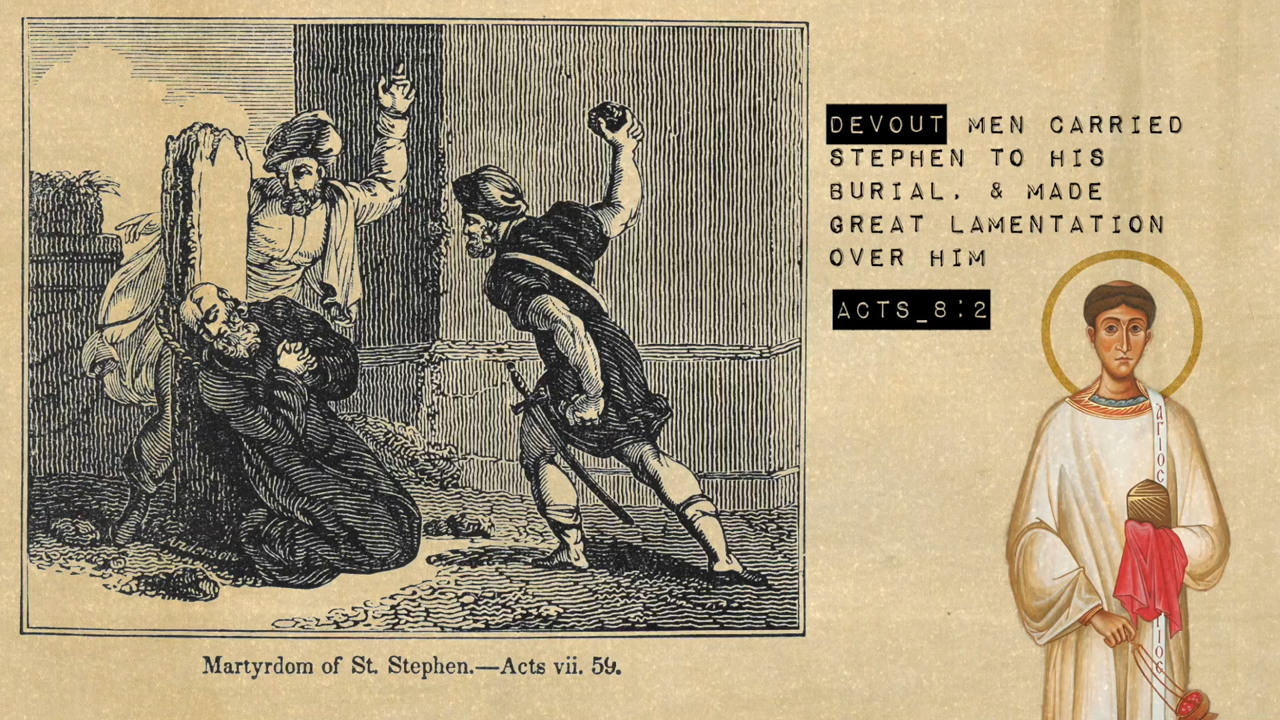 DEVOUT MEN CARRIED
STEPHEN TO HIS
BURIAL, & MADE
GREAT LAMENTATION
OVER HIM
ACTS_8:2
Martyrdom of St. Stephen.—Acts vii. 59.
ἅγιος